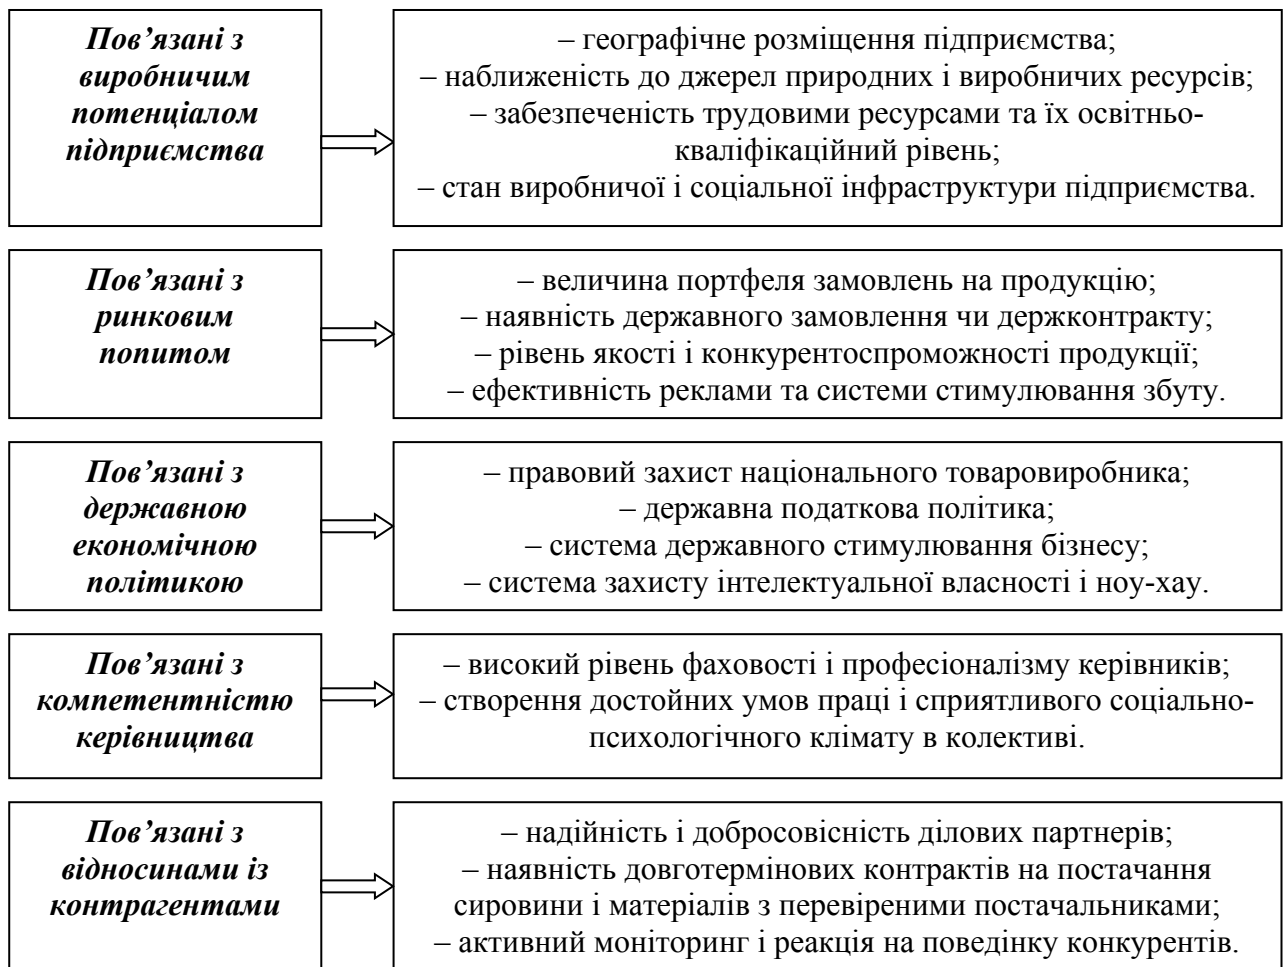 Пов’язані з
виробничим
потенціалом
підприємства
– географічне розміщення підприємства;
– наближеність до джерел природних і виробничих ресурсів;
– забезпеченість трудовими ресурсами та їх освітньо-
кваліфікаційний рівень;
– стан виробничої і соціальної інфраструктури підприємства.
Пов’язані з
ринковим
попитом
– величина портфеля замовлень на продукцію;
– наявність державного замовлення чи держконтракту;
– рівень якості і конкурентоспроможності продукції;
– ефективність реклами та системи стимулювання збуту.
Пов’язані з
державною
економічною
політикою
– правовий захист національного товаровиробника;
– державна податкова політика;
– система державного стимулювання бізнесу;
– система захисту інтелектуальної власності і ноу-хау.
Пов’язані з
компетентністю
керівництва
– високий рівень фаховості і професіоналізму керівників;
– створення достойних умов праці і сприятливого соціально-
психологічного клімату в колективі.
Пов’язані з
відносинами із
контрагентами
– надійність і добросовісність ділових партнерів;
– наявність довготермінових контрактів на постачання
сировини і матеріалів з перевіреними постачальниками;
– активний моніторинг і реакція на поведінку конкурентів.